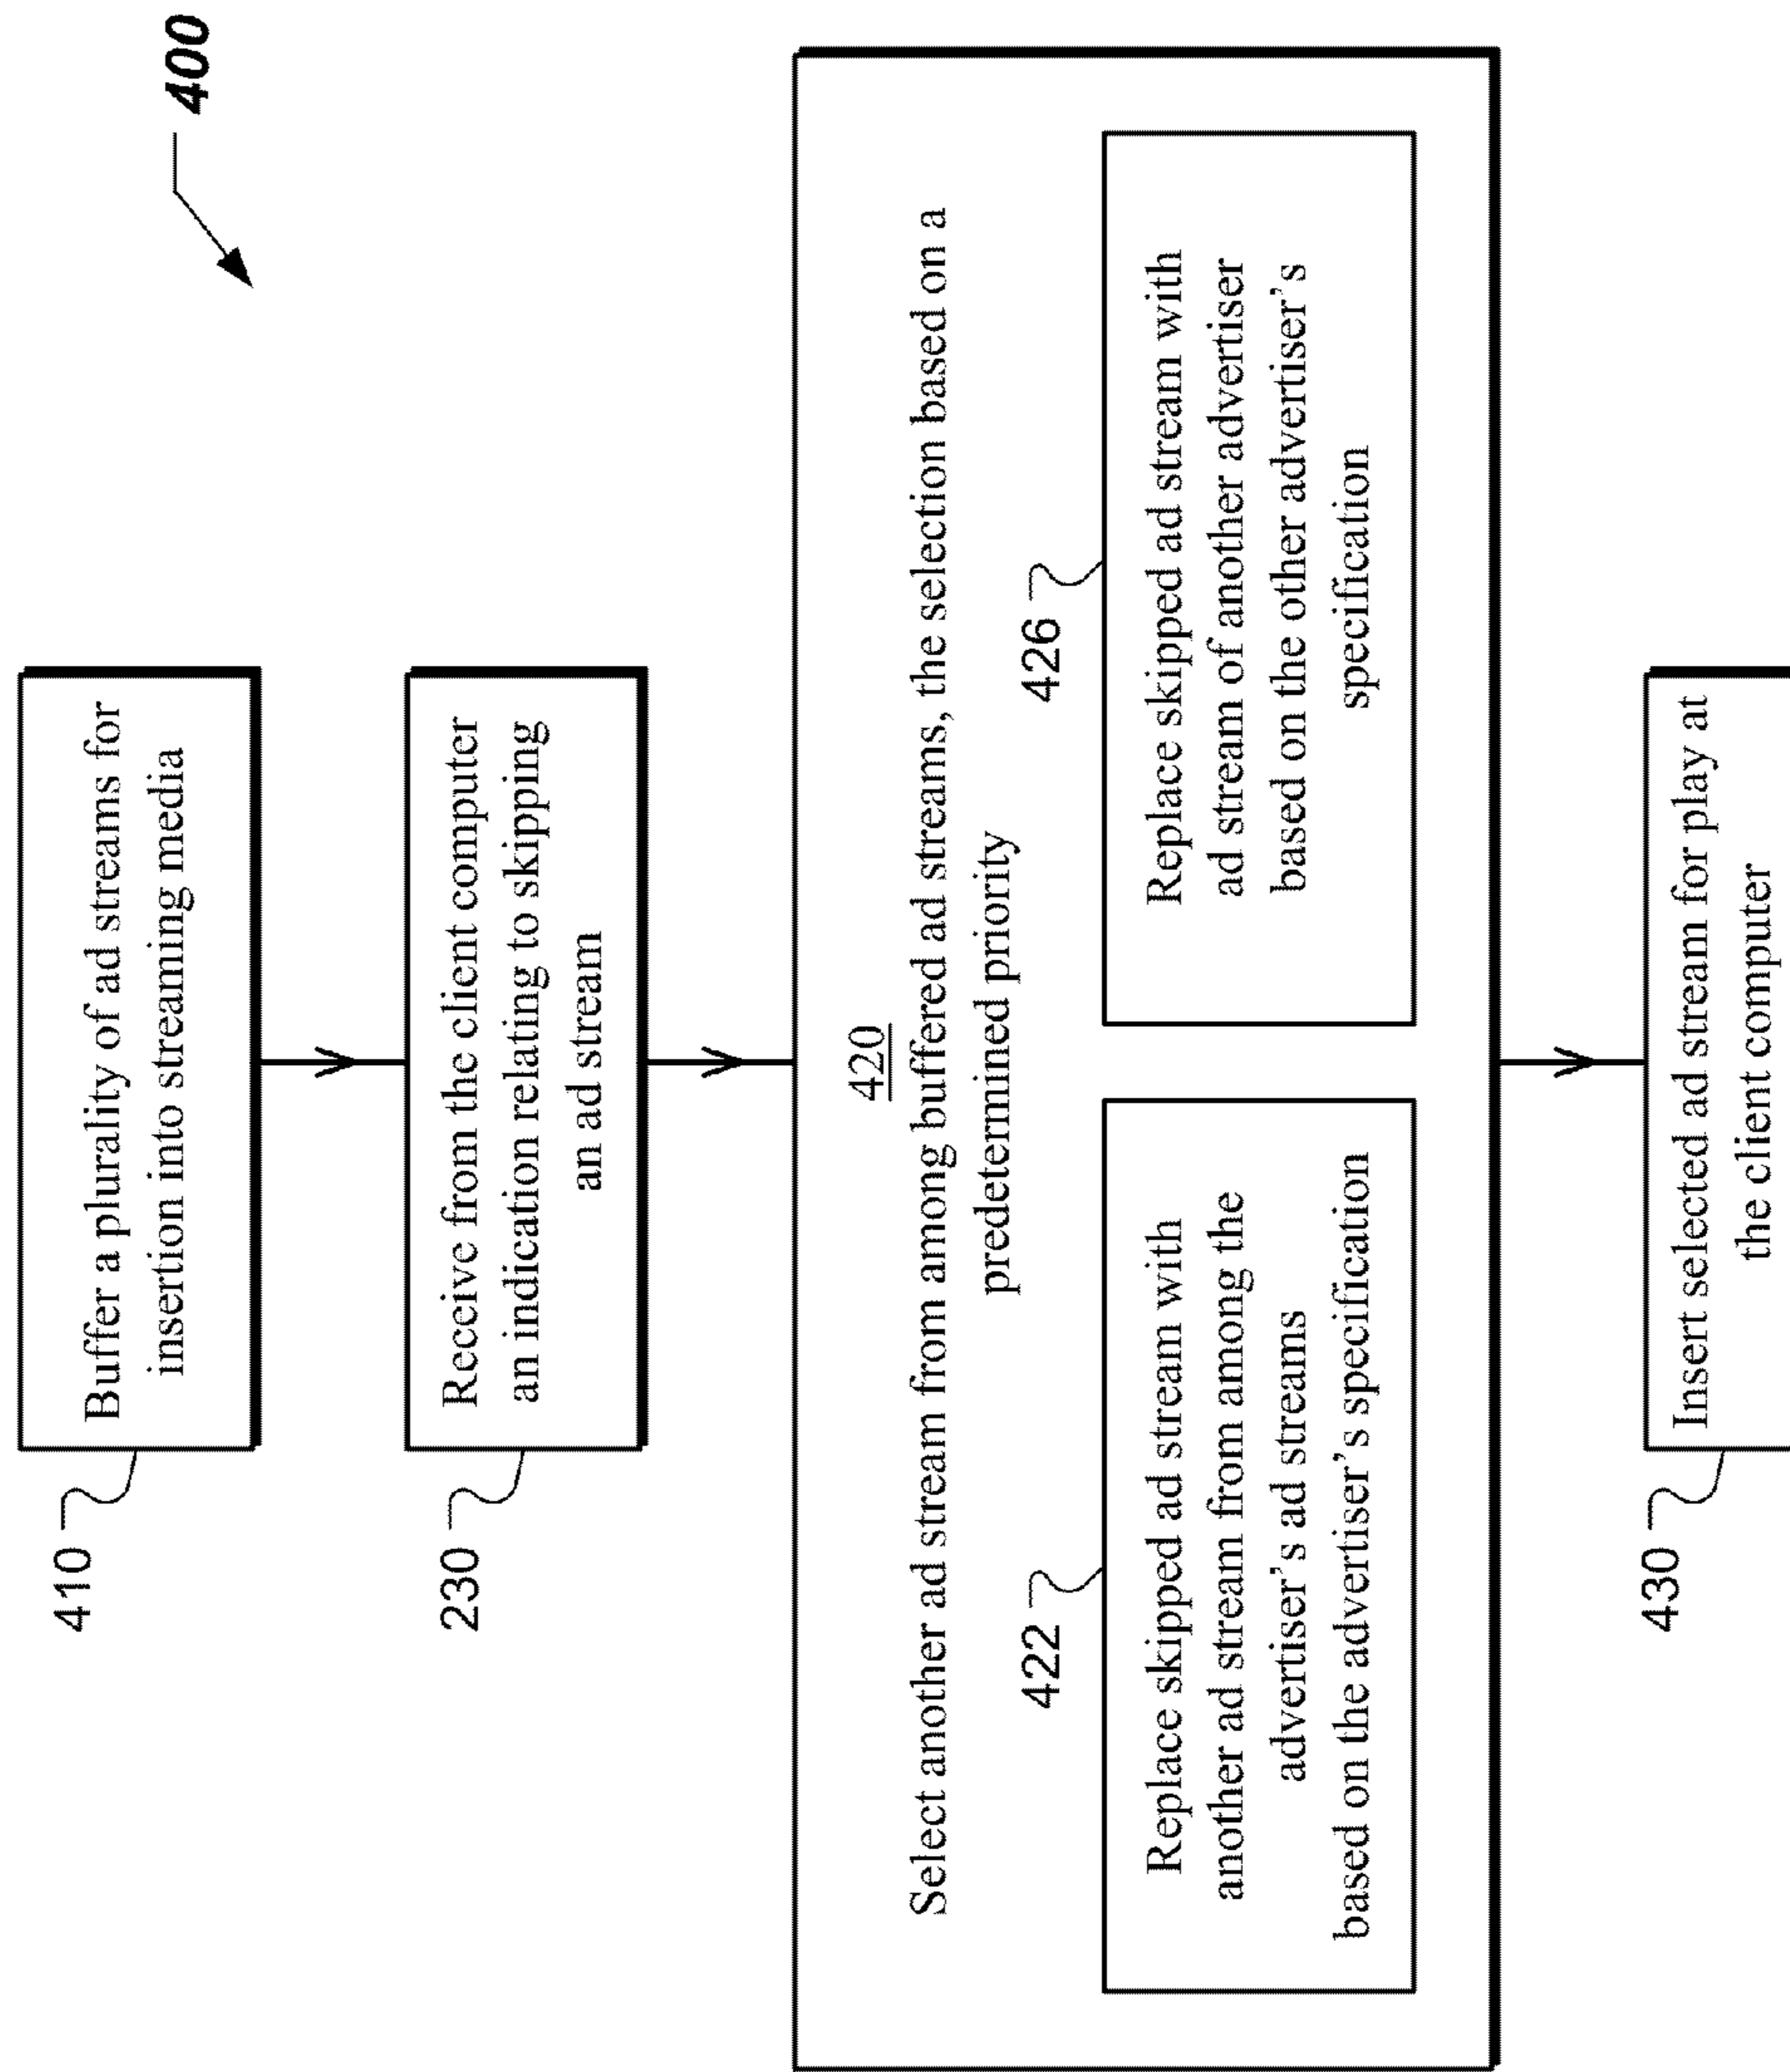 400
410
Buffer a plurality of ad streams for
insertion into streaming media
230
Receive from the client computer
an indication relating to skipping
an ad stream
420
Select another ad stream from among buffered ad streams, the selection based on a
predetermined priority
422
Replace skipped ad stream with
another ad stream from among the
advertiser’s ad streams
based on the advertiser’s specification
426
Replace skipped ad stream with
ad stream of another advertiser
based on the other advertiser’s
specification
430
Insert selected ad stream for play at
the client computer